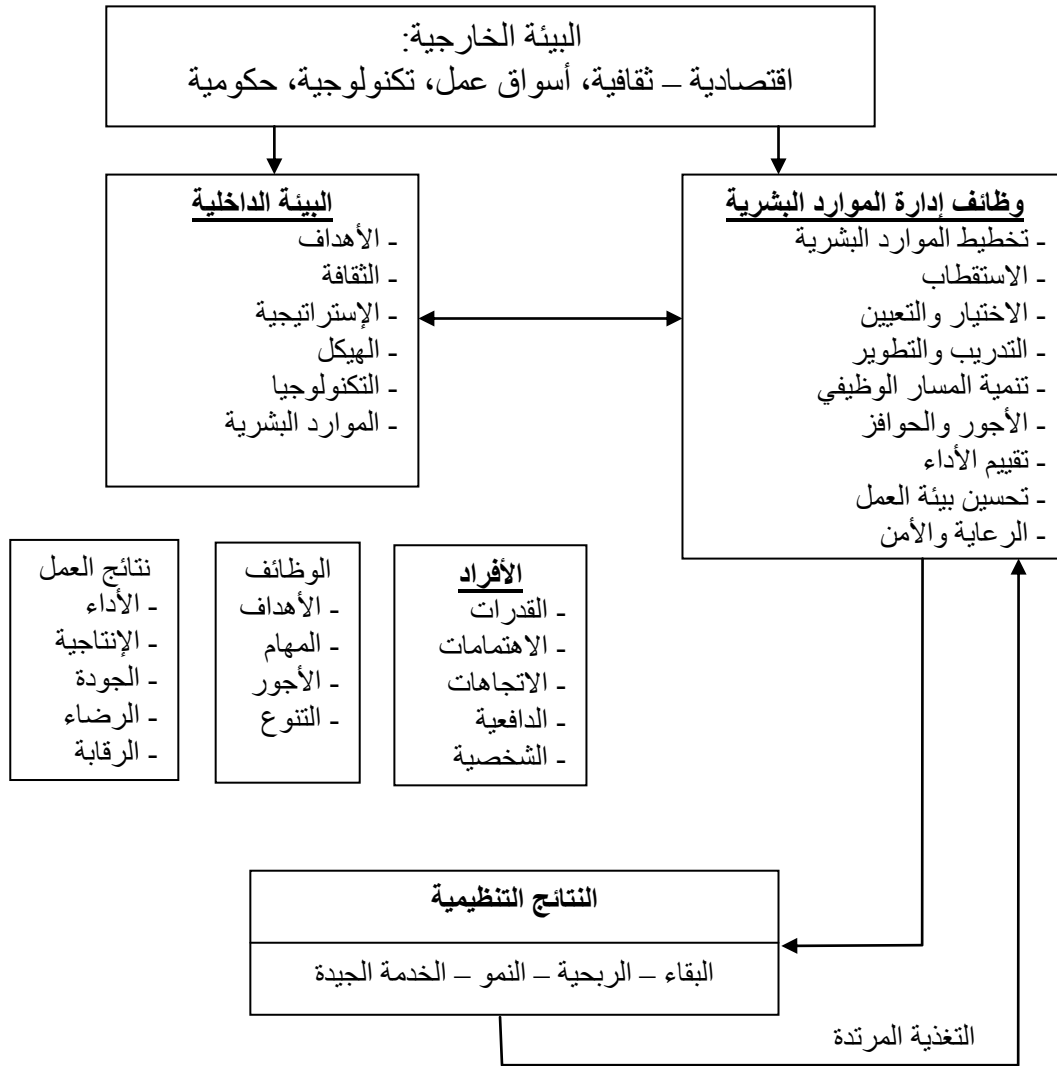 البيئة الخارجية:
اقتصادية – ثقافية، أسواق عمل، تكنولوجية، حكومية
وظائف إدارة الموارد البشرية
- تخطيط الموارد البشرية
- الاستقطاب
- الاختيار والتعيين
- التدريب والتطوير
- تنمية المسار الوظيفي
- الأجور والحوافز
- تقييم الأداء
- تحسين بيئة العمل
- الرعاية والأمن
البيئة الداخلية
- الأهداف
- الثقافة
- الإستراتيجية
- الهيكل
- التكنولوجيا
- الموارد البشرية
الأفراد
- القدرات
- الاهتمامات
- الاتجاهات
- الدافعية
- الشخصية
الوظائف
- الأهداف
- المهام
- الأجور
- التنوع
نتائج العمل
- الأداء
- الإنتاجية
- الجودة
- الرضاء
- الرقابة
النتائج التنظيمية
البقاء – الربحية – النمو – الخدمة الجيدة
التغذية المرتدة